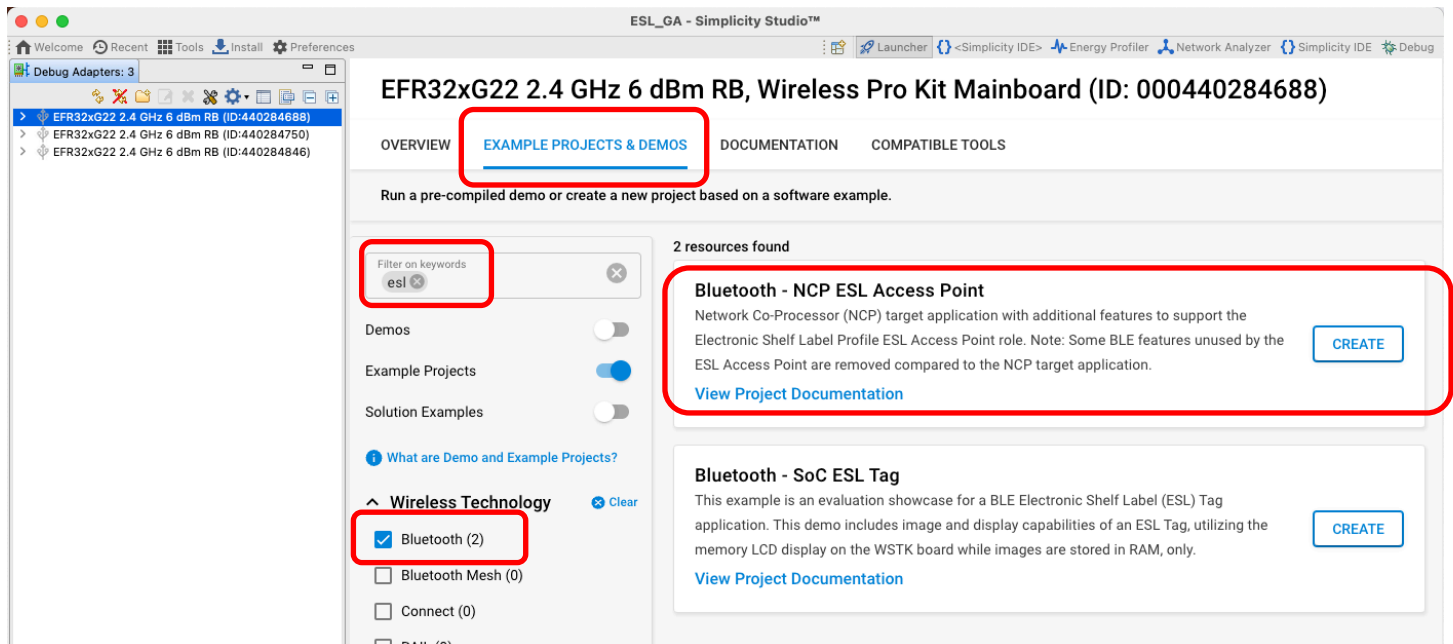 ESL_GA - Simplicity Studio™
Welcome Recent Tools Install Preferences
Launcher <Simplicity IDE> Energy Profiler Network Analyzer Simplicity IDE Debug
Debug Adapters: 3
EFR32xG22 2.4 GHz 6 dBm RB (ID:440284688)
EFR32xG22 2.4 GHz 6 dBm RB (ID:440284750)
EFR32xG22 2.4 GHz 6 dBm RB (ID:440284846)
EFR32xG22 2.4 GHz 6 dBm RB, Wireless Pro Kit Mainboard (ID: 000440284688)
OVERVIEW EXAMPLE PROJECTS & DEMOS DOCUMENTATION COMPATIBLE TOOLS
Run a pre-compiled demo or create a new project based on a software example.
Filter on keywords
esl
Demos
Example Projects
Solution Examples
What are Demo and Example Projects?
Wireless Technology Clear
Bluetooth (2)
Bluetooth Mesh (0)
Connect (0)
2 resources found
Bluetooth - NCP ESL Access Point
Network Co-Processor (NCP) target application with additional features to support the
Electronic Shelf Label Profile ESL Access Point role. Note: Some BLE features unused by the
ESL Access Point are removed compared to the NCP target application.
View Project Documentation
CREATE
Bluetooth - SoC ESL Tag
This example is an evaluation showcase for a BLE Electronic Shelf Label (ESL) Tag
application. This demo includes image and display capabilities of an ESL Tag, utilizing the
memory LCD display on the WSTK board while images are stored in RAM, only.
View Project Documentation
CREATE